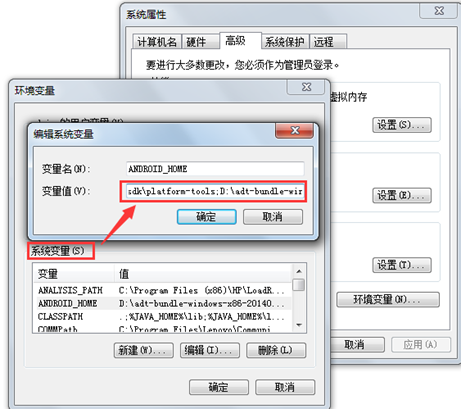 系统属性
计算机名 硬件 高级 系统保护 远程
要进行大多数更改，您必须作为管理员登录。
虚拟内存
设置(S)...
设置(E)...
设置(T)...
环境变量(N)...
取消 应用(A)
环境变量
的用户变量(U)
编辑系统变量
变量名(N): ANDROID_HOME
变量值(V): sdk\platform-tools;D:\adt-bundle-wir
确定 取消
系统变量(S)
变量 值
ANALYSIS_PATH C:\Program Files (x86)\HP\LoadR...
ANDROID_HOME D:\adt-bundle-windows-x86-20140...
CLASSPATH .;%JAVA_HOME%\lib;%JAVA_HOME%\l...
COMMPath C:\Program Files\Lenovo\Communi...
新建(W)... 编辑(I)... 删除(L)
确定 取消